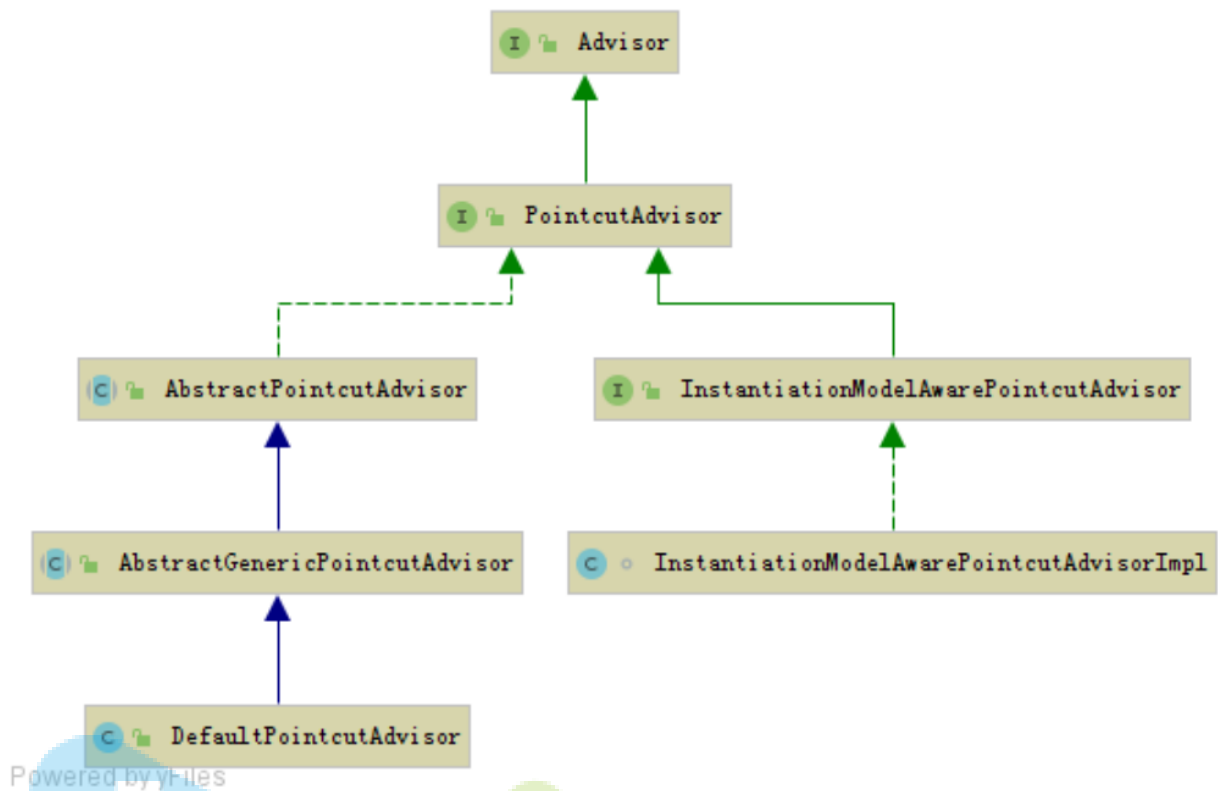 I Advisor
I PointcutAdvisor
C AbstractPointcutAdvisor
I InstantiationModelAwarePointcutAdvisor
C AbstractGenericPointcutAdvisor
C InstantiationModelAwarePointcutAdvisorImpl
C DefaultPointcutAdvisor
Powered by yFiles